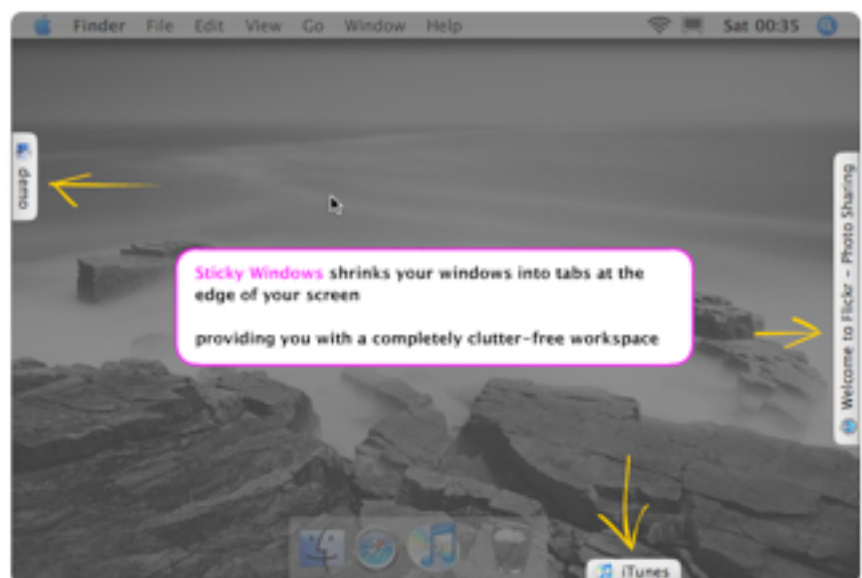 Finder File Edit View Go Window Help Sat 00:35
demo
Sticky Windows shrinks your windows into tabs at the
edge of your screen
providing you with a completely clutter-free workspace
Welcome to Flickr - Photo Sharing
iTunes